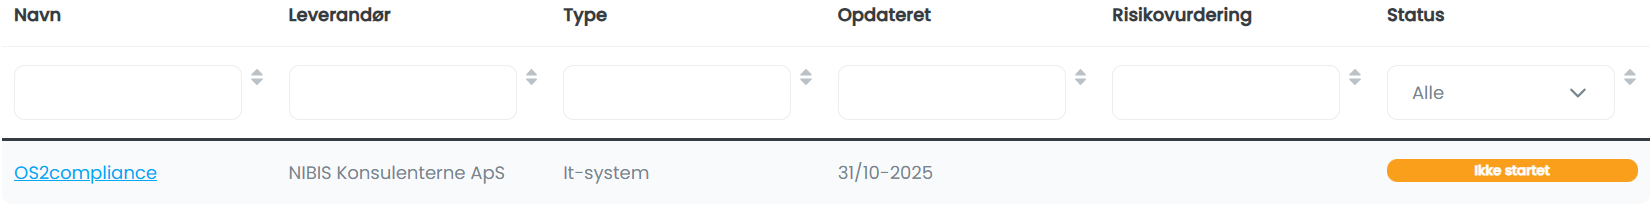 Navn Leverandør Type Opdateret Risikovurdering Status
Alle
OS2compliance NIBIS Konsulenterne ApS It-system 31/10-2025 Ikke startet